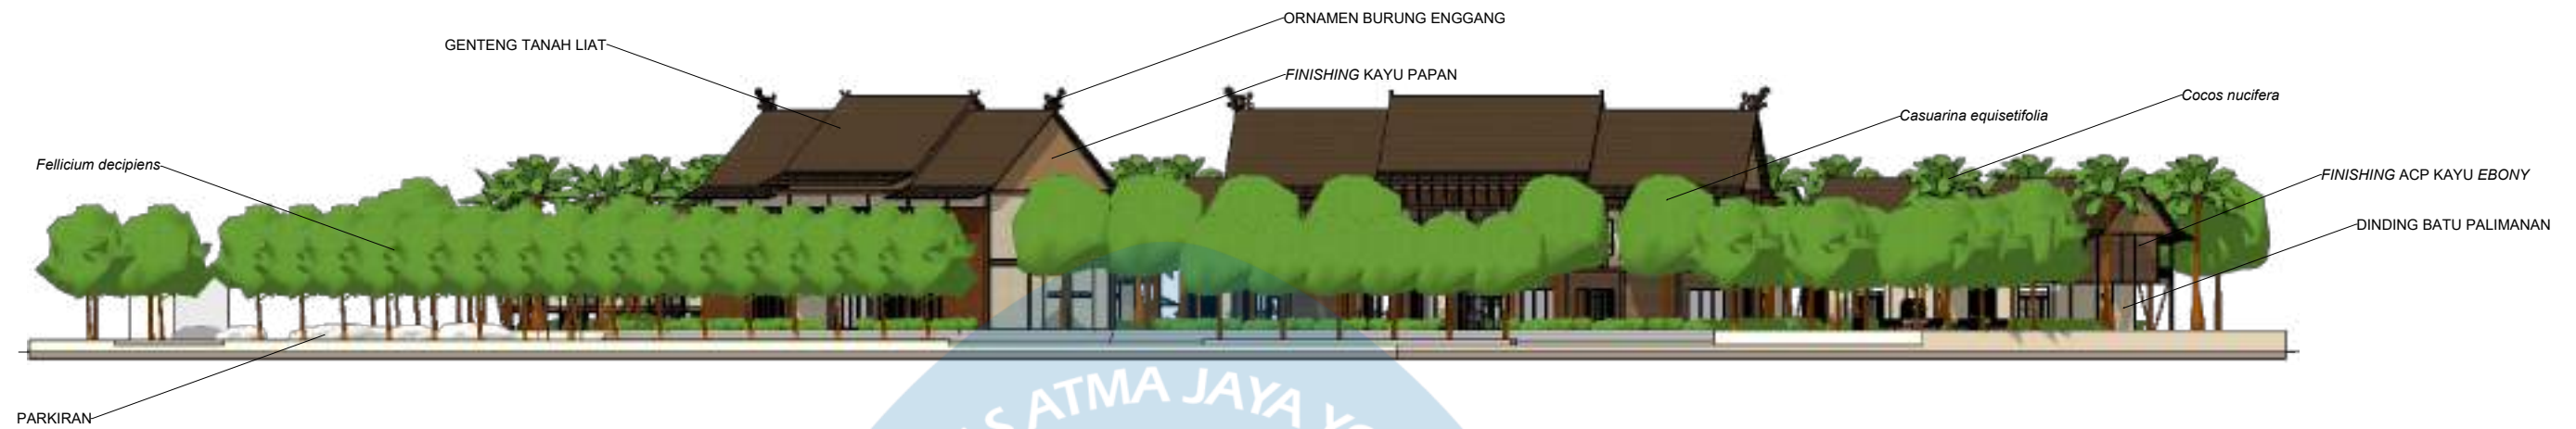 ORNAMEN BURUNG ENGGANG
GENTENG TANAH LIAT
FINISHING KAYU PAPAN
Cocos nucifera
Casuarina equisetifolia
Fellicium decipiens
FINISHING ACP KAYU EBONY
DINDING BATU PALIMANAN
S ATMA JAYA YO
PARKIRAN